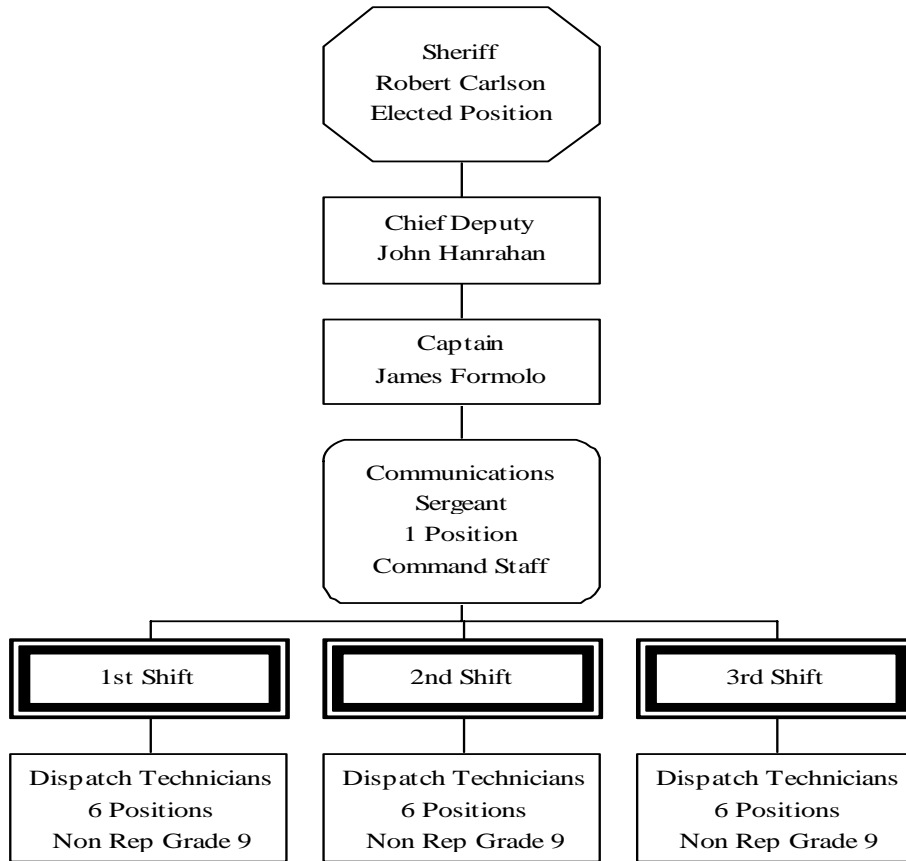 Sheriff
Robert Carlson
Elected Position
Chief Deputy
John Hanrahan
Captain
James Formolo
Communications
Sergeant
1 Position
Command Staff
1st Shift
2nd Shift
3rd Shift
Dispatch Technicians
6 Positions
Non Rep Grade 9
Dispatch Technicians
6 Positions
Non Rep Grade 9
Dispatch Technicians
6 Positions
Non Rep Grade 9